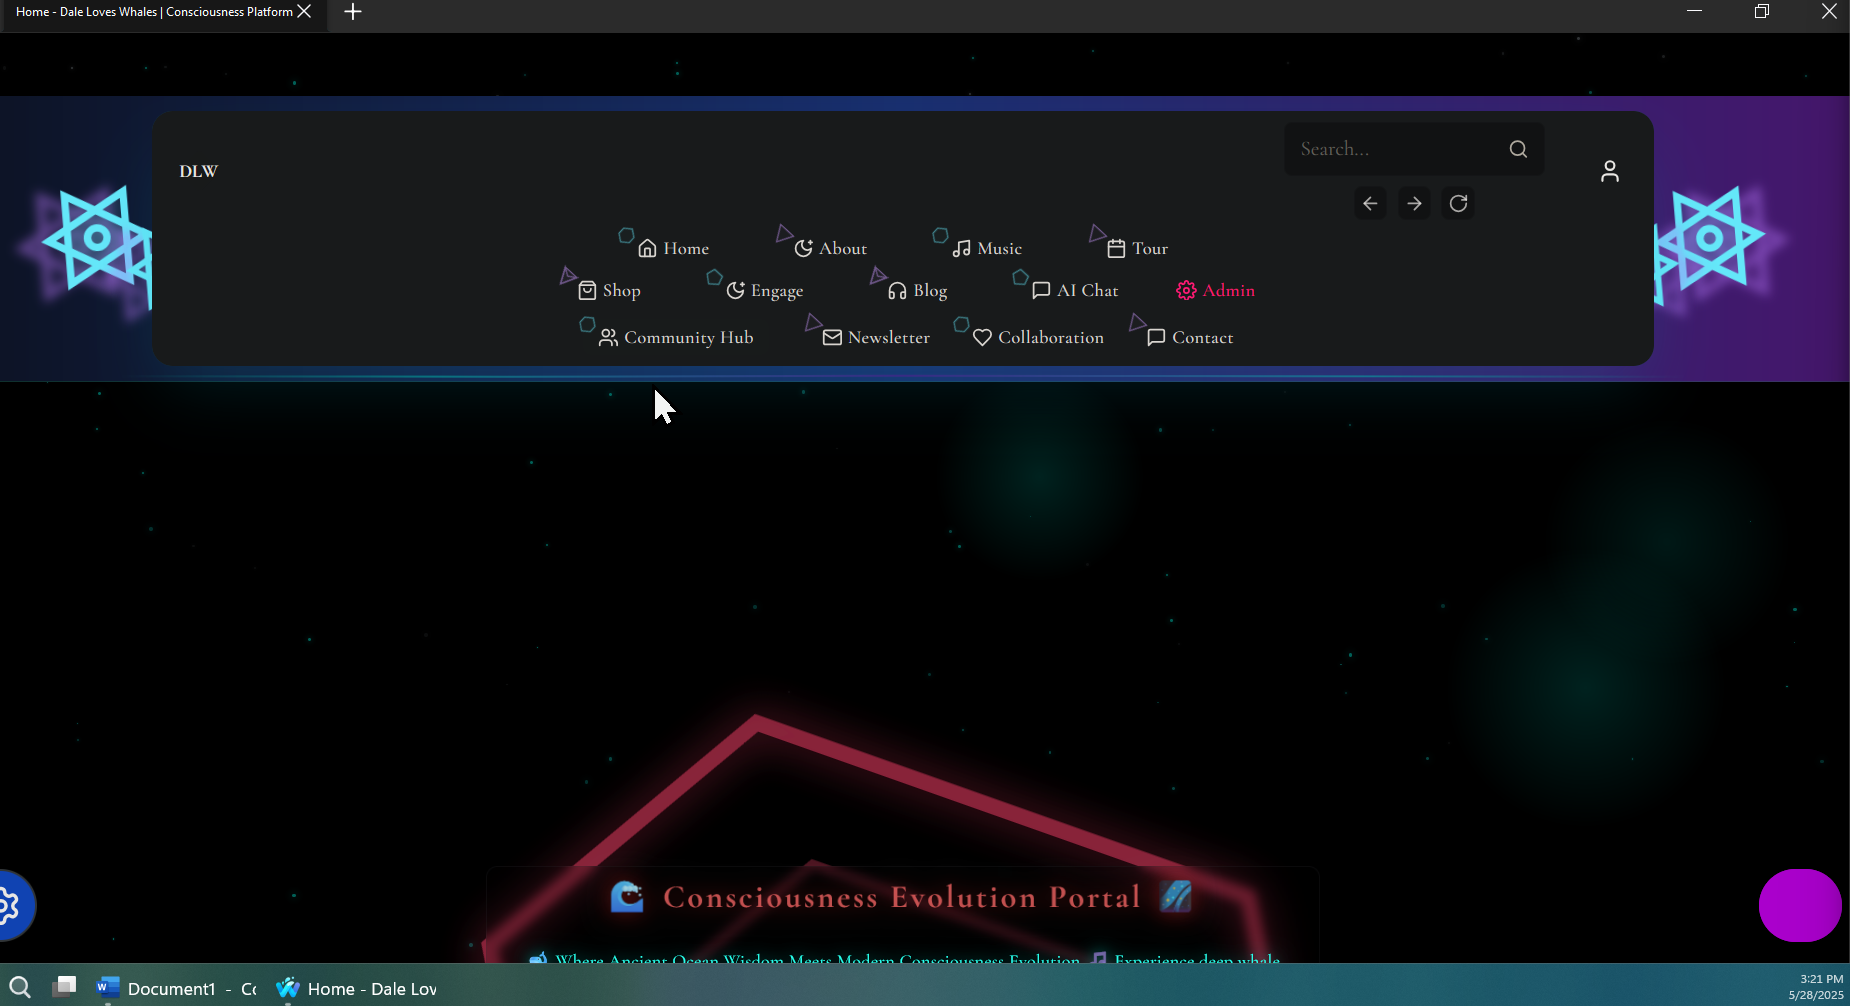 Home - Dale Loves Whales | Consciousness Platform
DLW
Search...
Home About Music Tour
Shop Engage Blog AI Chat Admin
Community Hub Newsletter Collaboration Contact
Consciousness Evolution Portal
Where Ancient Ocean Wisdom Meets Modern Consciousness Evolution Experience deep whale
Document1 - Co
Home - Dale Lov
3:21 PM
5/28/2025